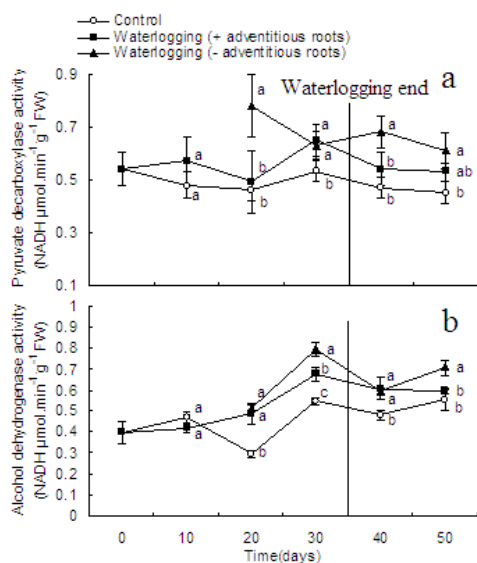 Control
Waterlogging (+ adventitious roots)
Waterlogging (- adventitious roots)
Pyruvate decarboxylase activity
(NADH μmol.min⁻¹g⁻¹ FW)
0.9
0.7
0.5
0.3
0.1
Waterlogging end
a
a
a
a
b
b
a
a
a
b
b
a
ab
b
Alcohol dehydrogenase activity
(NADH μmol.min⁻¹g⁻¹ FW)
1
0.9
0.8
0.7
0.6
0.5
0.4
0.3
0.2
0.1
0
b
a
a
a
a
b
a
b
c
a
a
b
a
b
b
0 10 20 30 40 50
Time(days)